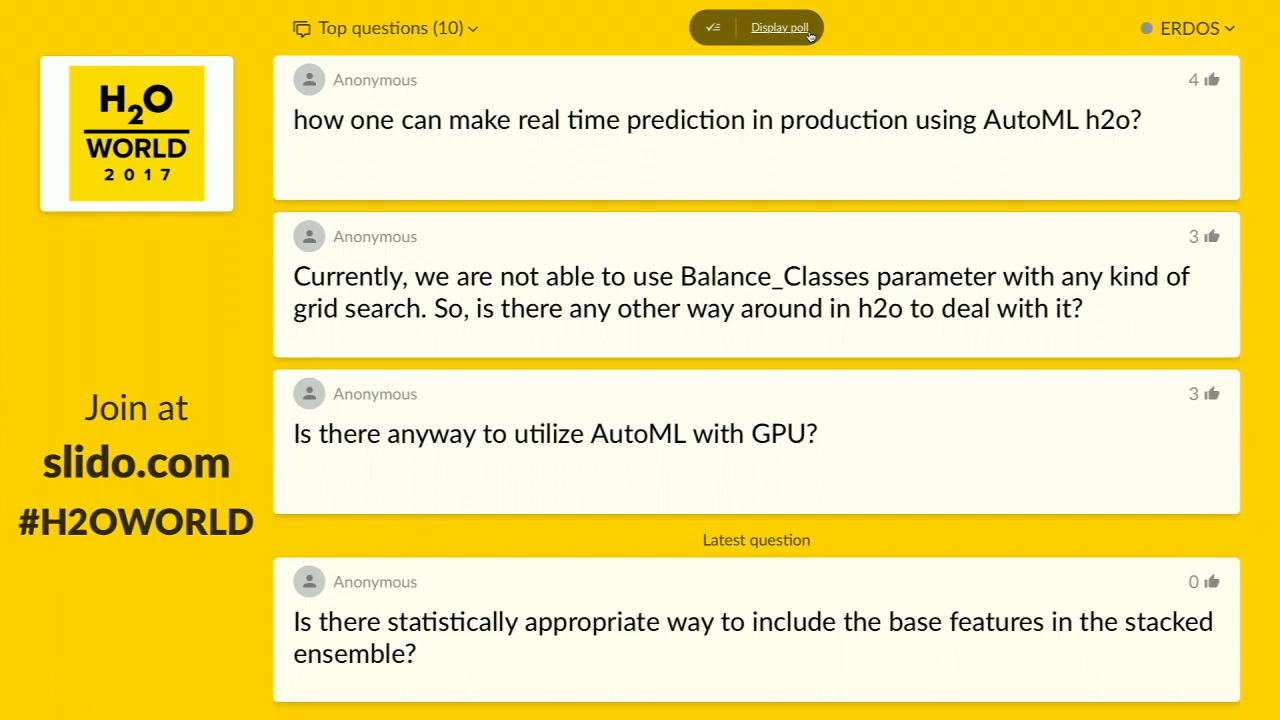 Top questions (10)
Display poll
ERDOS
H2O
WORLD
2017
Join at
slido.com
#H2OWORLD
Anonymous
4
how one can make real time prediction in production using AutoML h2o?
Anonymous
3
Currently, we are not able to use Balance_Classes parameter with any kind of
grid search. So, is there any other way around in h2o to deal with it?
Anonymous
3
Is there anyway to utilize AutoML with GPU?
Latest question
Anonymous
0
Is there statistically appropriate way to include the base features in the stacked
ensemble?